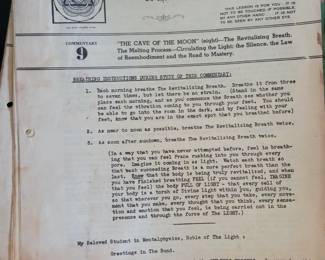 THIS LESSON IS FOR YOU. IT IS
NOT TO BE TOUCHED IF POSSIBLE,
BY ANY OTHER HAND. IT IS NOT
TO BE SEEN BY ANY OTHER EYE.
COMMENTARY
9
"THE CAVE OF THE MOON" (eight)—The Revitalizing Breath.
The Melting Process—Circulating the Light: the Silence, the Law
of Reembodiment and the Road to Mastery.
BREATHING INSTRUCTIONS DURING STUDY OF THIS COMMENTARY:
1. Each morning breathe The Revitalizing Breath. Breathe it from three
to seven times, but let there be no strain. (Stand in the same
place each morning, and as you commence the Breath see whether you
can feel the vibration coming to you through your feet. You should
be able to go into the room in the dark, and by feeling with your
feet, know that you are in the exact spot that you breathed before)
2. As near to noon as possible, breathe The Revitalizing Breath twice.
3. As soon after sundown, breathe The Revitalizing Breath twice.
(In a way that you have never attempted before, feel in breath-
ing that you can feel Prana rushing into you through every
pore. Imagine it coming as Light. Watch each breath so
that each succeeding Breath is a more perfect breath than the
last. that the body is being truly revitalized, and when
you have finished breathing FEEL (if you cannot feel, IMAGINE
that you feel) the body FULL OF LIGHT - that every cell of
your body is a torch of Divine Light within you, guiding you,
so that wherever you go, every step that you take, every move-
ment that you make, every thought that you think, every sensa-
tion and emotion that you feel, is being carried out in the
presence and through the force of The LIGHT.)
My Beloved Student in Mentalphysics, Noble of The Light:
Greetings In The Bond.